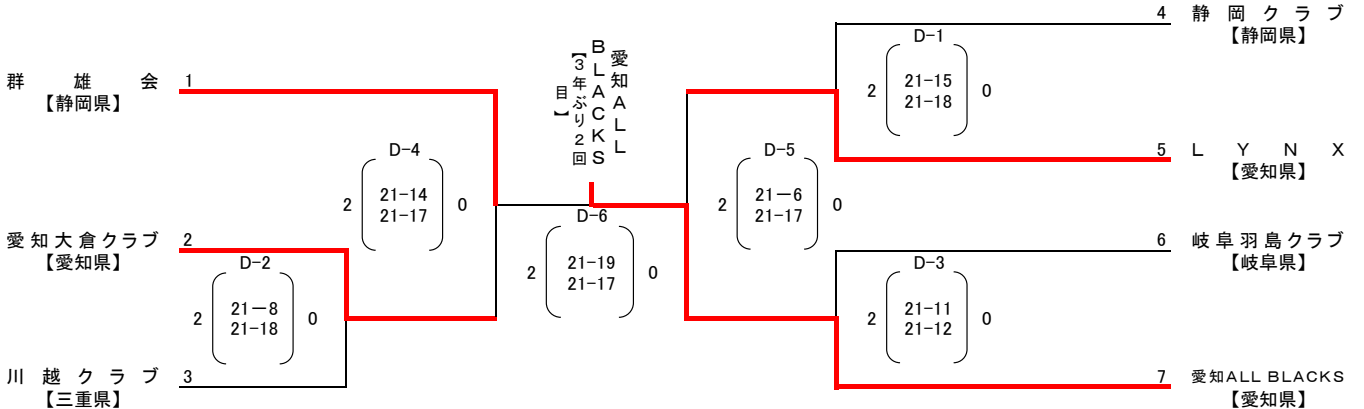 群雄会
【静岡県】
1
愛知大倉クラブ
【愛知県】
2
川越クラブ
【三重県】
3
D-2
2
21－8
21-18
0
D-4
2
21-14
21-17
0
愛知ALL
BLACKS
【3年ぶり2回
目】
D-6
2
21-19
21-17
0
D-5
2
21－6
21-17
0
D-1
2
21-15
21-18
0
D-3
2
21-11
21-12
0
4
静岡クラブ
【静岡県】
5
LYNX
【愛知県】
6
岐阜羽島クラブ
【岐阜県】
7
愛知ALL BLACKS
【愛知県】